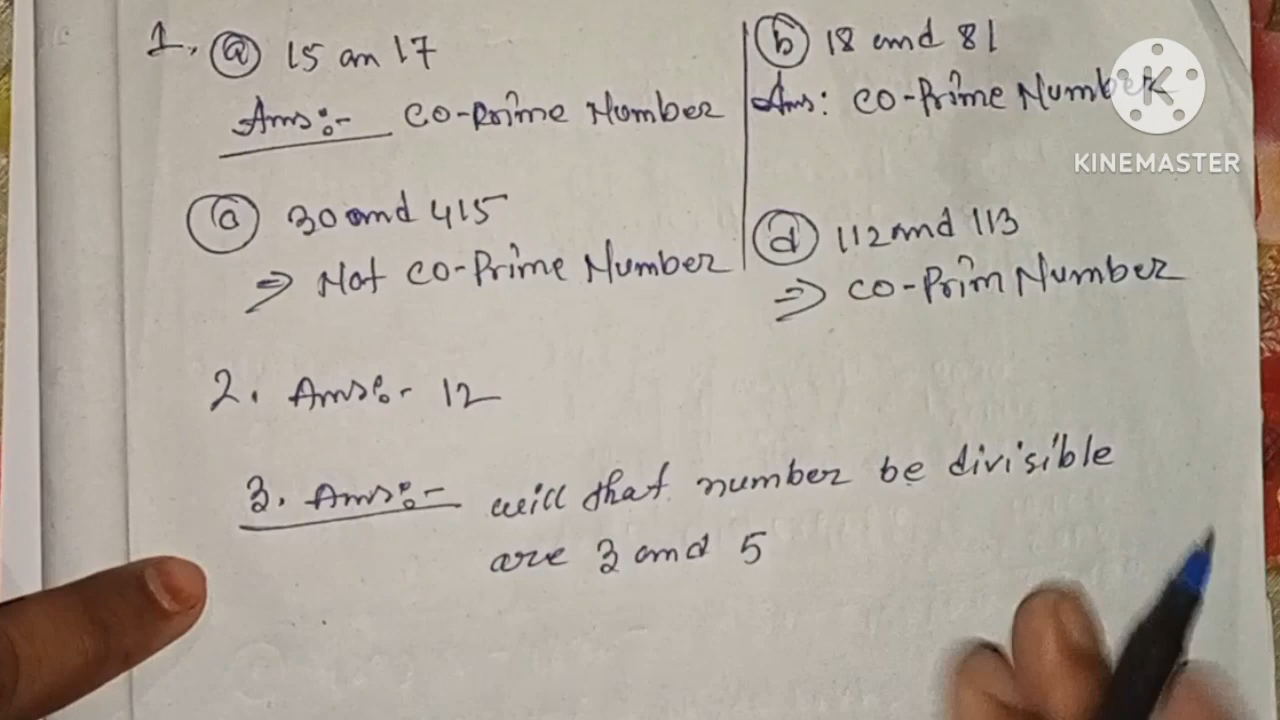 1. (a) 15 an 17
Ans:- CO-Prime Number
(b) 18 and 81
Ans: CO-Prime Number
KINEMASTER
(c) 30 and 415
⇒ Not CO-Prime Number
(d) 112 and 113
⇒ CO-Prim Number
2. Ans:- 12
3. Ans:- will that number be divisible
are 3 and 5